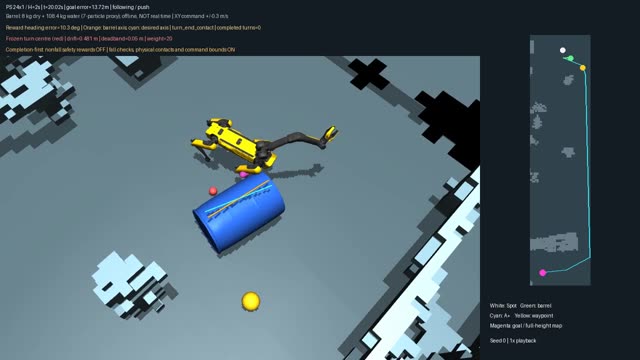 PS 24x1 / H=2s | t=20.02s | goal error=13.72m | following / push
Barrel: 8 kg dry + 108.4 kg water (7-particle proxy); offline, NOT real time | XY command +/-0.3 m/s
Reward heading error=10.3 deg | Orange: barrel axis, cyan: desired axis | turn_end_contact | completed turns=0
Frozen turn centre (red) | drift=0.481 m | deadband=0.05 m | weight=20
Completion-first: nonfall safety rewards OFF | fall checks, physical contacts and command bounds ON
White: Spot Green: barrel
Cyan: A* Yellow: waypoint
Magenta: goal / full-height map
Seed 0 | 1x playback